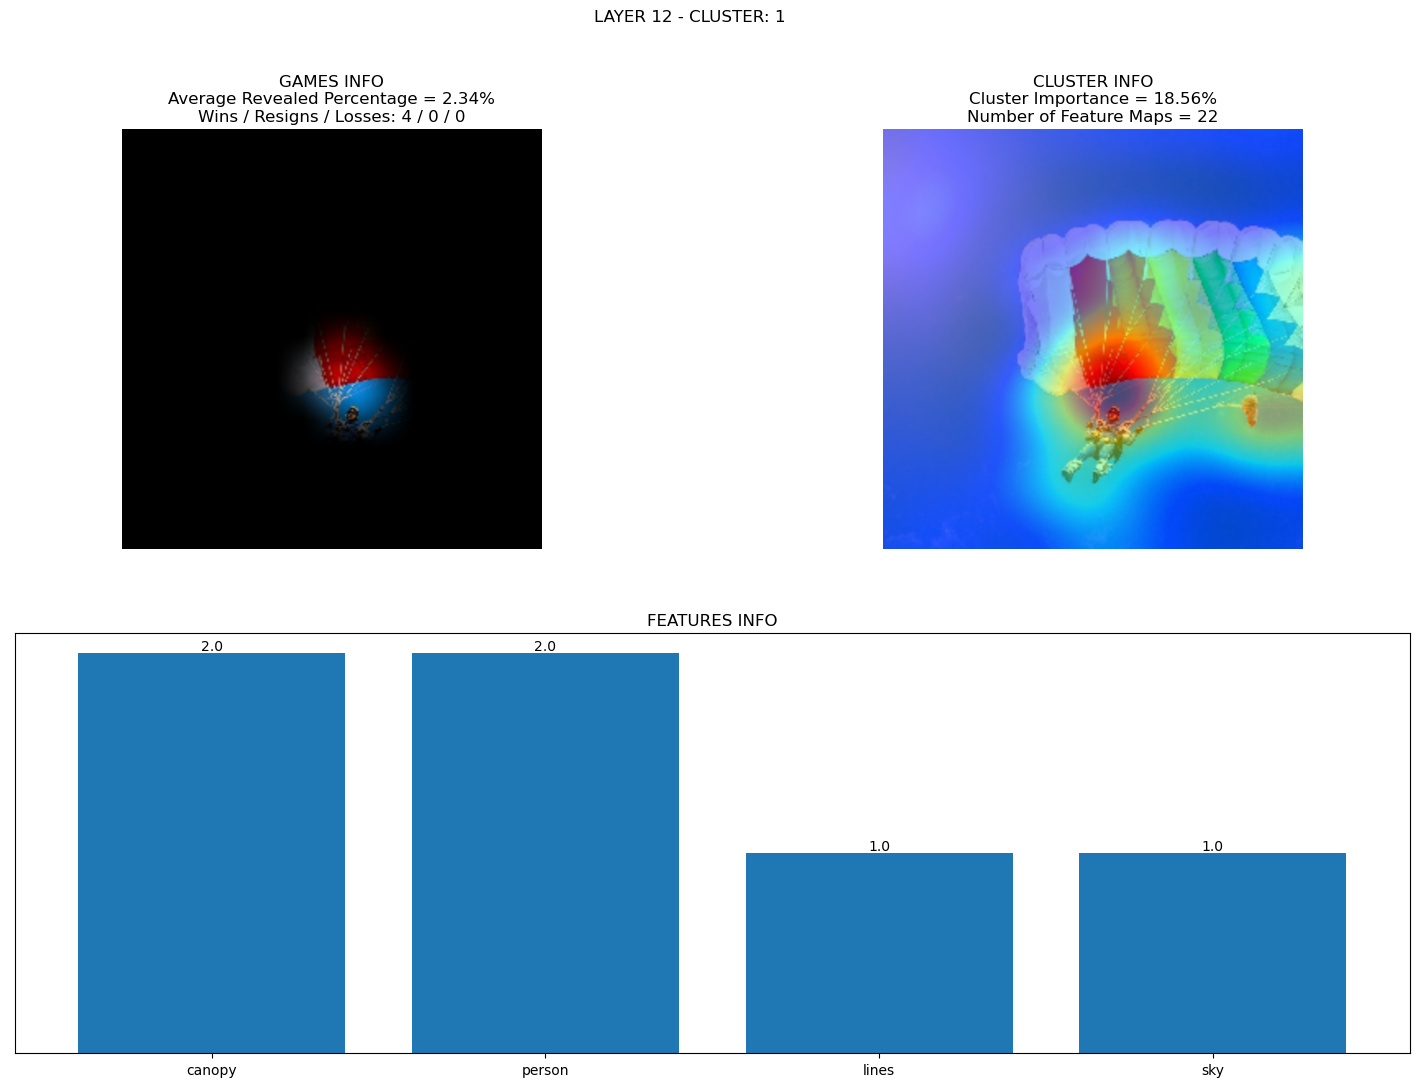 LAYER 12 - CLUSTER: 1
GAMES INFO
Average Revealed Percentage = 2.34%
Wins / Resigns / Losses: 4 / 0 / 0
CLUSTER INFO
Cluster Importance = 18.56%
Number of Feature Maps = 22
FEATURES INFO
2.0
2.0
1.0
1.0
canopy
person
lines
sky